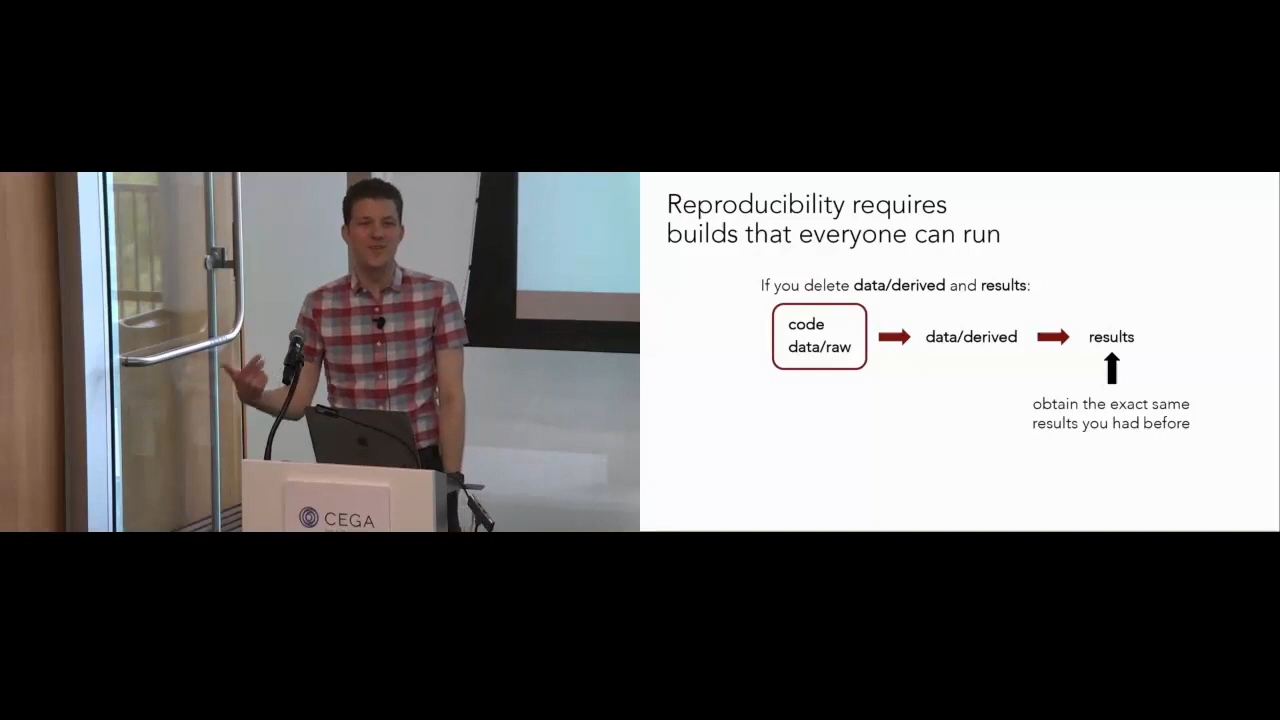 CEGA
Reproducibility requires
builds that everyone can run
If you delete data/derived and results:
code
data/raw
data/derived
results
obtain the exact same
results you had before